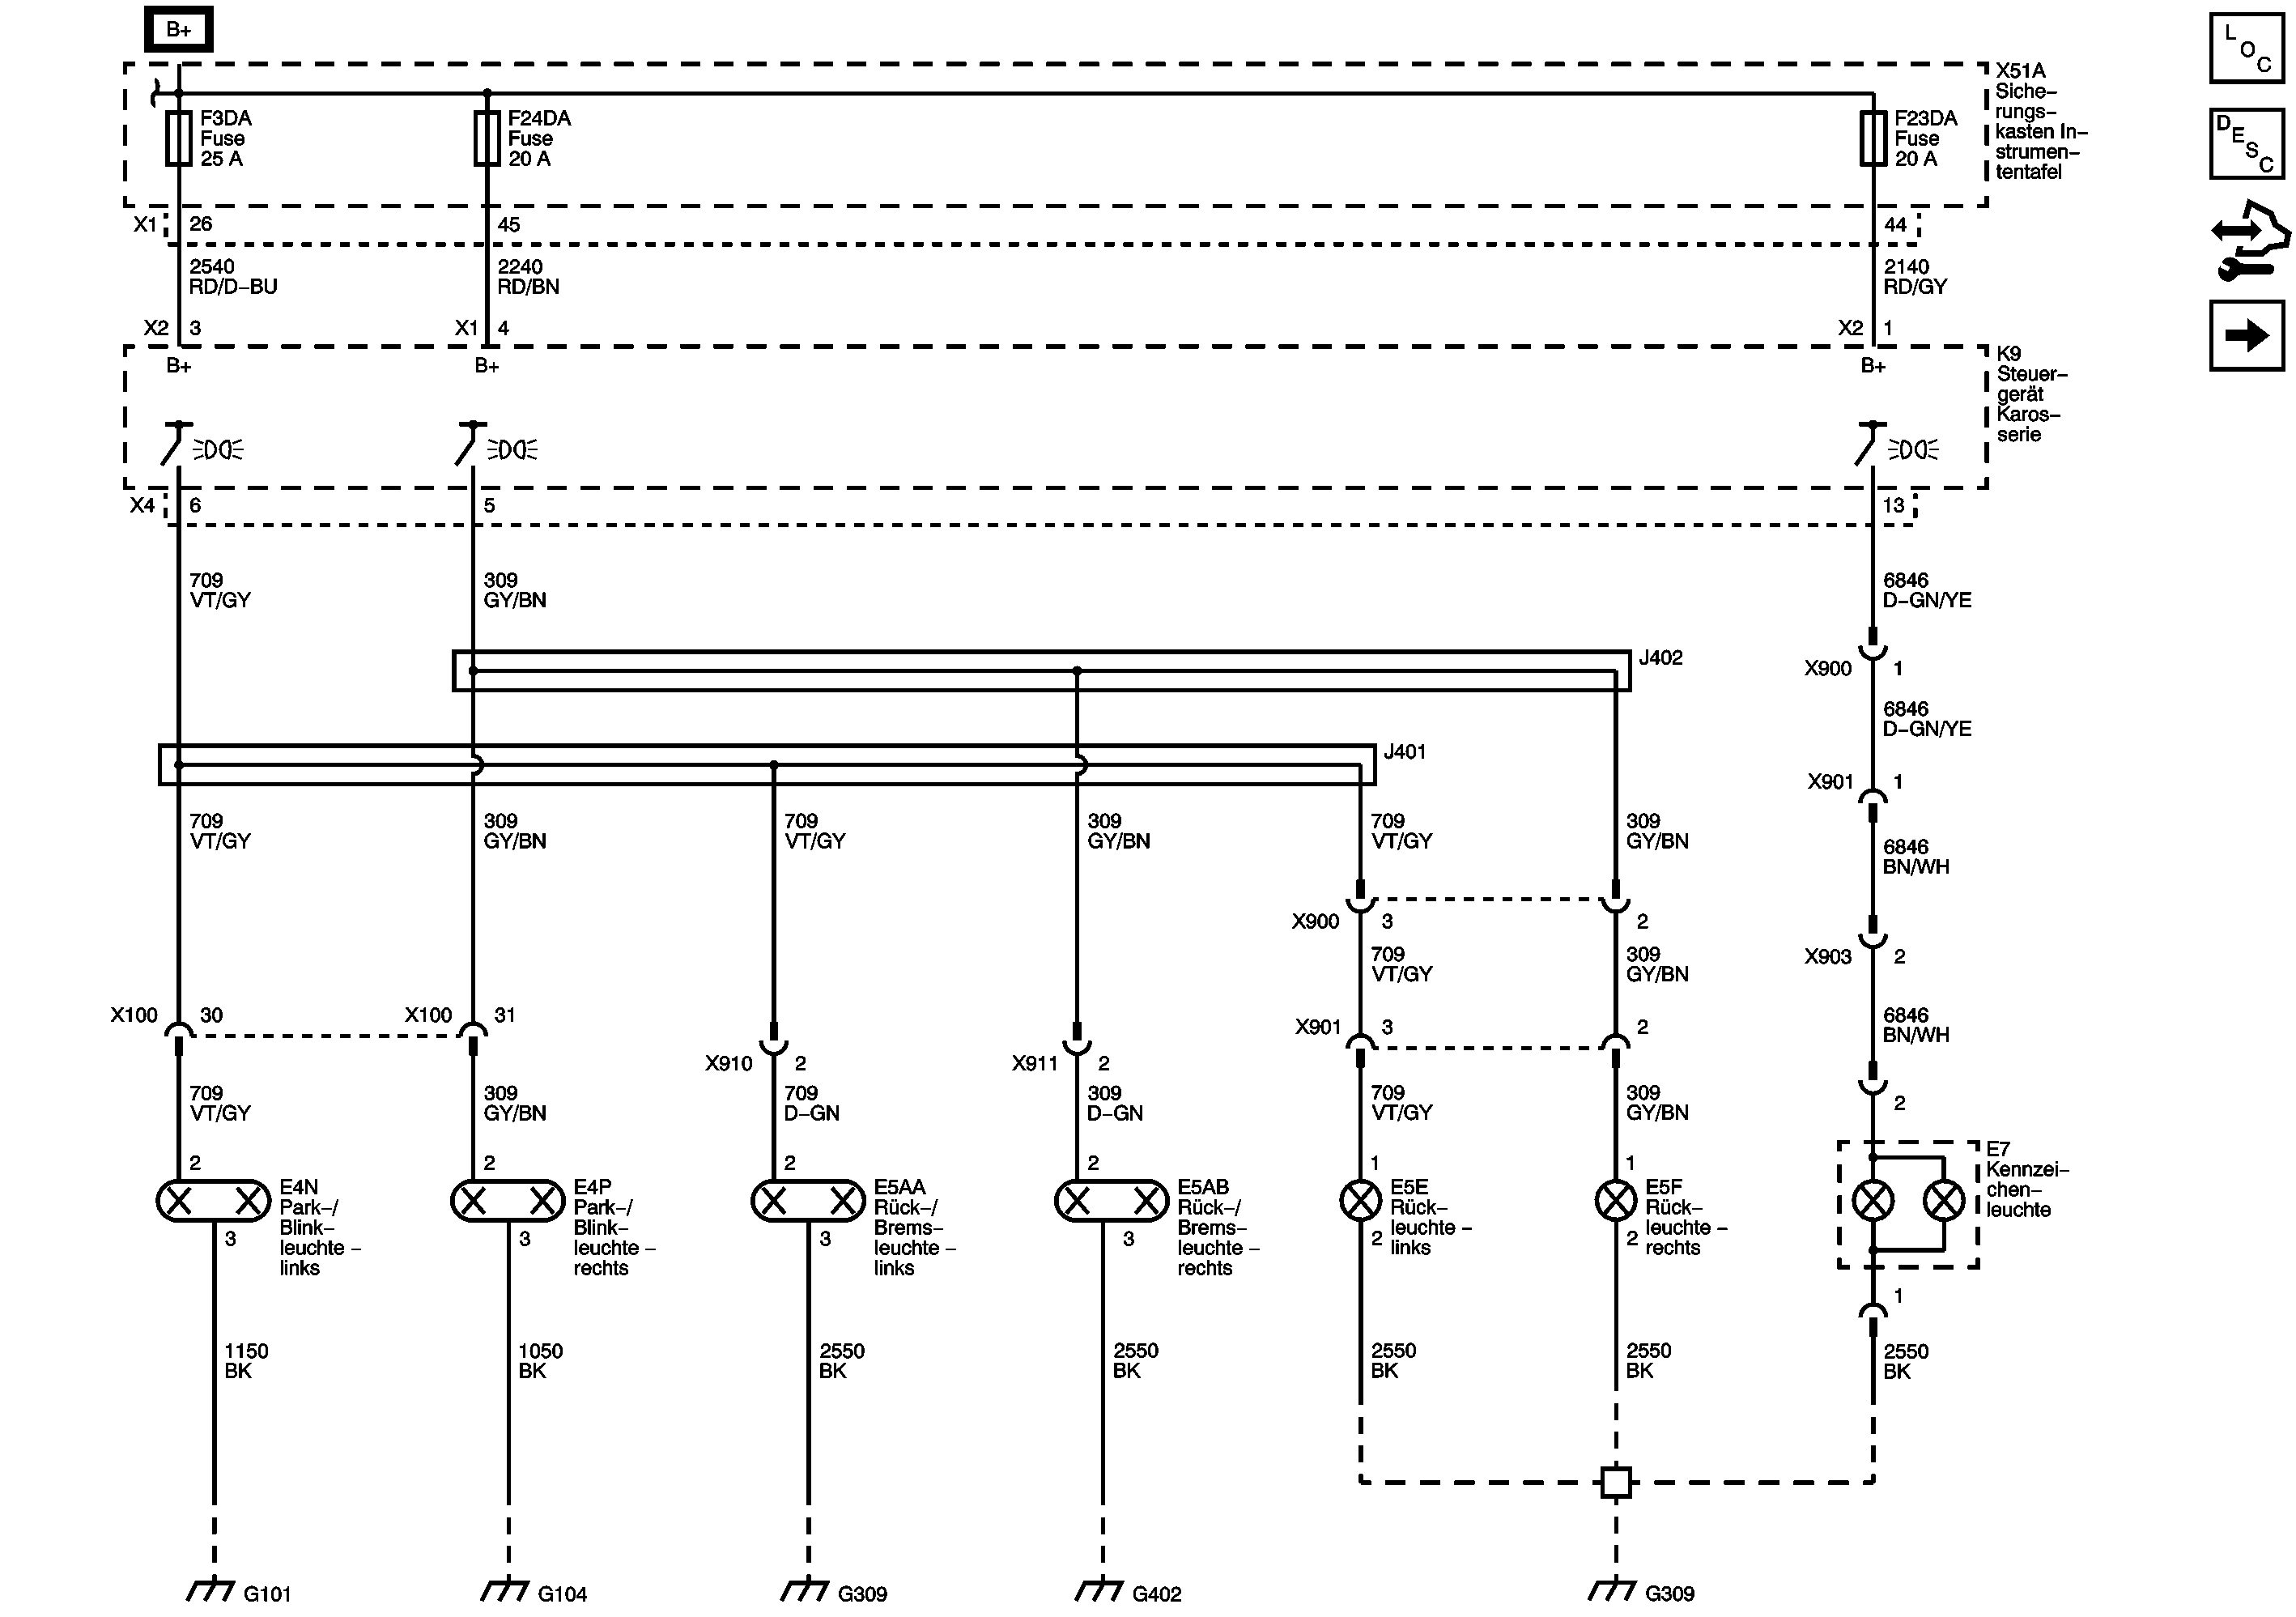 B+
L
O
C
X51A
Siche–
rungs–
kasten In–
strumen–
tentafel
F3DA
Fuse
25 A
F24DA
Fuse
20 A
F23DA
Fuse
20 A
D
E
S
C
X1
26
45
44
2540
RD/D–BU
2240
RD/BN
2140
RD/GY
X2
3
X1
4
X2
1
B+
B+
B+
K9
Steuer–
gerät
Karos–
serie
X4
6
5
13
709
VT/GY
309
GY/BN
6846
D–GN/YE
J402
X900
1
6846
D–GN/YE
J401
X901
1
709
VT/GY
309
GY/BN
709
VT/GY
309
GY/BN
709
VT/GY
309
GY/BN
6846
BN/WH
X900
3
2
X903
2
709
VT/GY
309
GY/BN
X100
30
X100
31
X901
3
2
6846
BN/WH
X910
2
X911
2
709
VT/GY
309
GY/BN
709
D–GN
309
D–GN
709
VT/GY
309
GY/BN
2
2
2
2
2
1
1
E4N
Park–/
Blink–
leuchte –
links
E4P
Park–/
Blink–
leuchte –
rechts
E5AA
Rück–/
Brems–
leuchte –
links
E5AB
Rück–/
Brems–
leuchte –
rechts
E5E
Rück–
leuchte –
links
E5F
Rück–
leuchte –
rechts
E7
Kennzei–
chen–
leuchte
3
3
3
3
2
2
1
1150
BK
1050
BK
2550
BK
2550
BK
2550
BK
2550
BK
2550
BK
G101
G104
G309
G402
G309